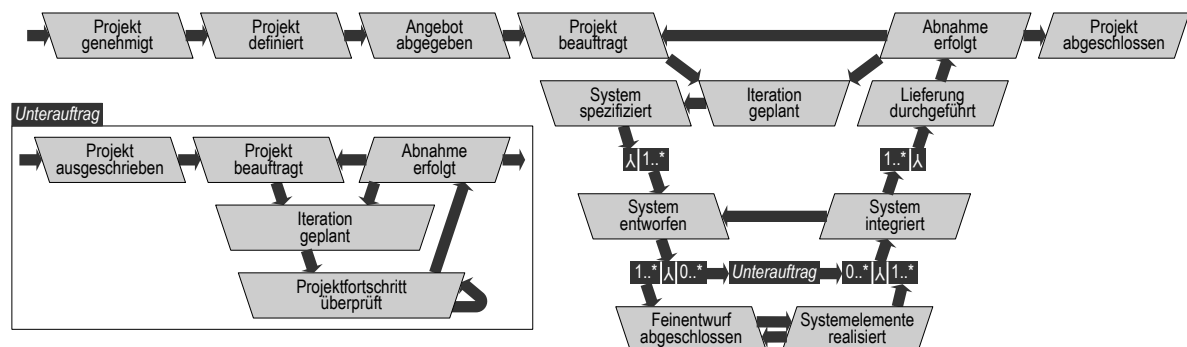 Projekt
genehmigt
Projekt
definiert
Angebot
abgegeben
Projekt
beauftragt
Abnahme
erfolgt
Projekt
abgeschlossen
System
spezifiziert
Iteration
geplant
Lieferung
durchgeführt
1..*
1..*
System
entworfen
System
integriert
1..*
0..*
Unterauftrag
0..*
1..*
Feinentwurf
abgeschlossen
Systemelemente
realisiert
Unterauftrag
Projekt
ausgeschrieben
Projekt
beauftragt
Abnahme
erfolgt
Iteration
geplant
Projektfortschritt
überprüft